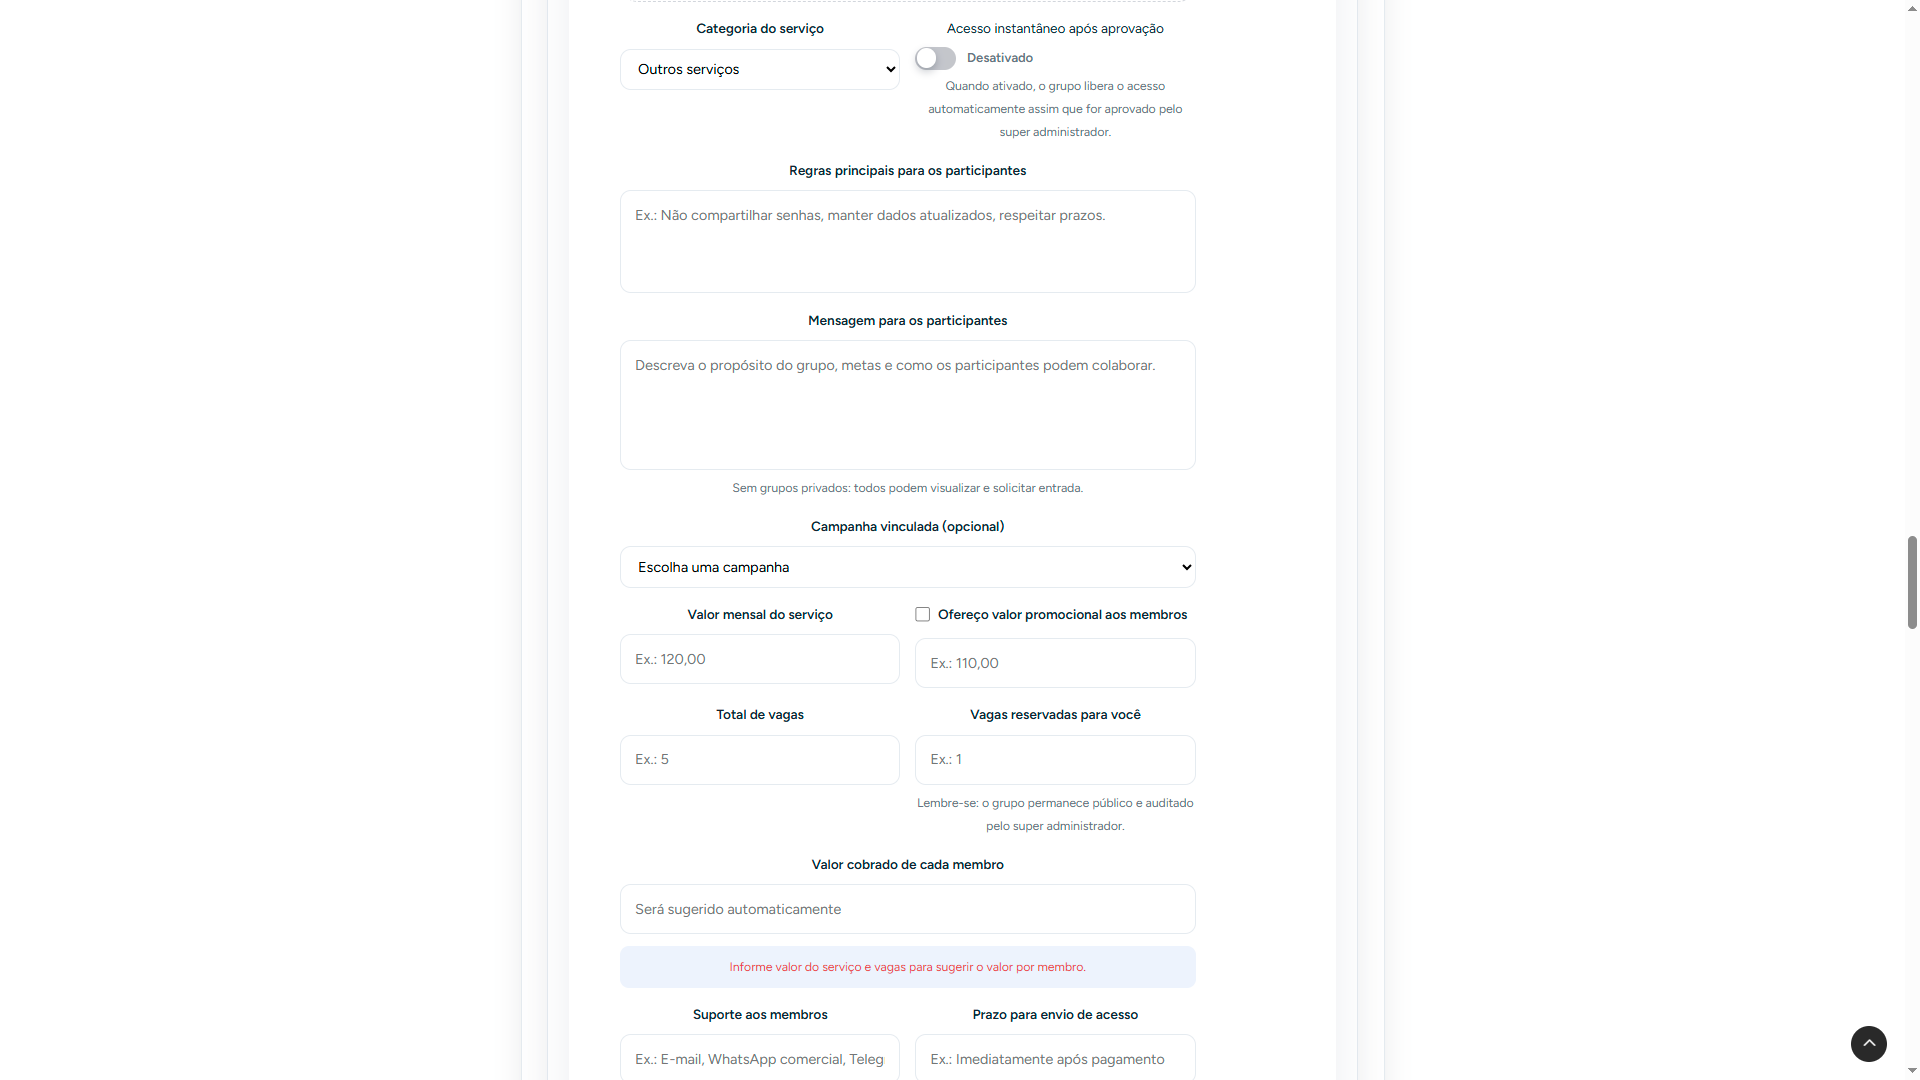 Categoria do serviço
Acesso instantâneo após aprovação
Outros serviços
Desativado
Quando ativado, o grupo libera o acesso
automaticamente assim que for aprovado pelo
super administrador.
Regras principais para os participantes
Ex.: Não compartilhar senhas, manter dados atualizados, respeitar prazos.
Mensagem para os participantes
Descreva o propósito do grupo, metas e como os participantes podem colaborar.
Sem grupos privados: todos podem visualizar e solicitar entrada.
Campanha vinculada (opcional)
Escolha uma campanha
Valor mensal do serviço
Ofereço valor promocional aos membros
Ex.: 120,00
Ex.: 110,00
Total de vagas
Vagas reservadas para você
Ex.: 5
Ex.: 1
Lembre-se: o grupo permanece público e auditado
pelo super administrador.
Valor cobrado de cada membro
Será sugerido automaticamente
Informe valor do serviço e vagas para sugerir o valor por membro.
Suporte aos membros
Prazo para envio de acesso
Ex.: E-mail, WhatsApp comercial, Teleg
Ex.: Imediatamente após pagamento